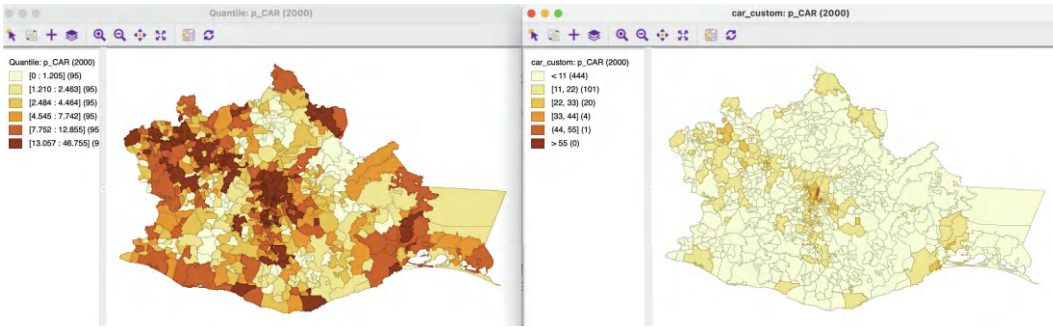 Quantile: p_CAR (2000)
Quantile: p_CAR (2000)
[0 : 1.205] (95)
[1.210 : 2.463] (95)
[2.484 : 4.464] (95)
[4.545 : 7.742] (95)
[7.752 : 12.855] (95
[13.057 : 46.755] (9
car_custom: p_CAR (2000)
car_custom: p_CAR (2000)
< 11 (444)
[11, 22) (101)
[22, 33) (20)
[33, 44) (4)
(44, 55) (1)
> 55 (0)